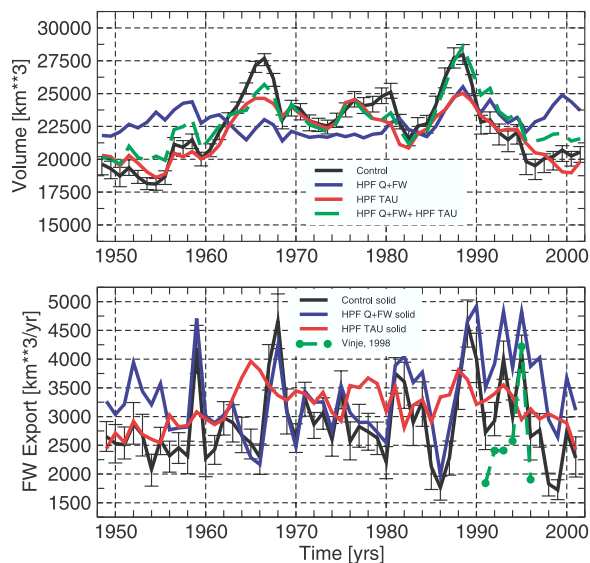 30000
27500
25000
22500
20000
17500
15000
Volume [km**3]
Control
HPF Q+FW
HPF TAU
HPF Q+FW+ HPF TAU
1950 1960 1970 1980 1990 2000
5000
4500
4000
3500
3000
2500
2000
1500
FW Export [km**3/yr]
Control solid
HPF Q+FW solid
HPF TAU solid
Vinje, 1998
1950 1960 1970 1980 1990 2000
Time [yrs]